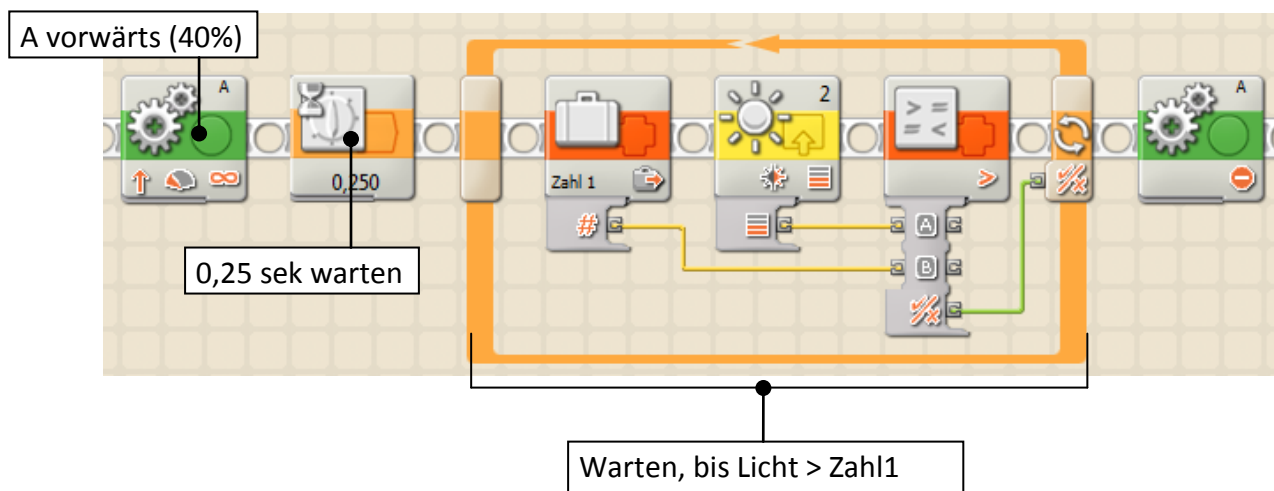 A vorwärts (40%)
A
2
A
Zahl 1
0,250
>
= =
<
>
#
A
B
0,25 sek warten
Warten, bis Licht > Zahl1